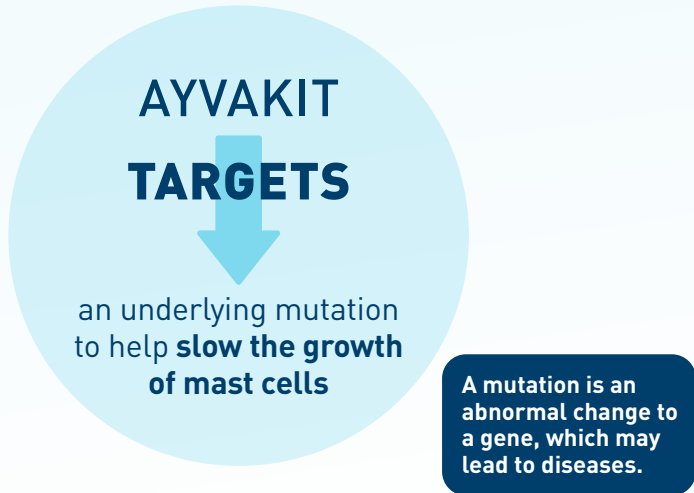 AYVAKIT
TARGETS
an underlying mutation
to help slow the growth
of mast cells
A mutation is an
abnormal change to
a gene, which may
lead to diseases.